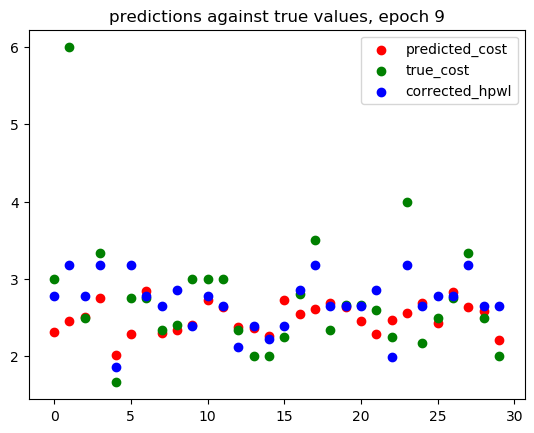 predictions against true values, epoch 9
predicted_cost
true_cost
corrected_hpwl
6
5
4
3
2
0 5 10 15 20 25 30